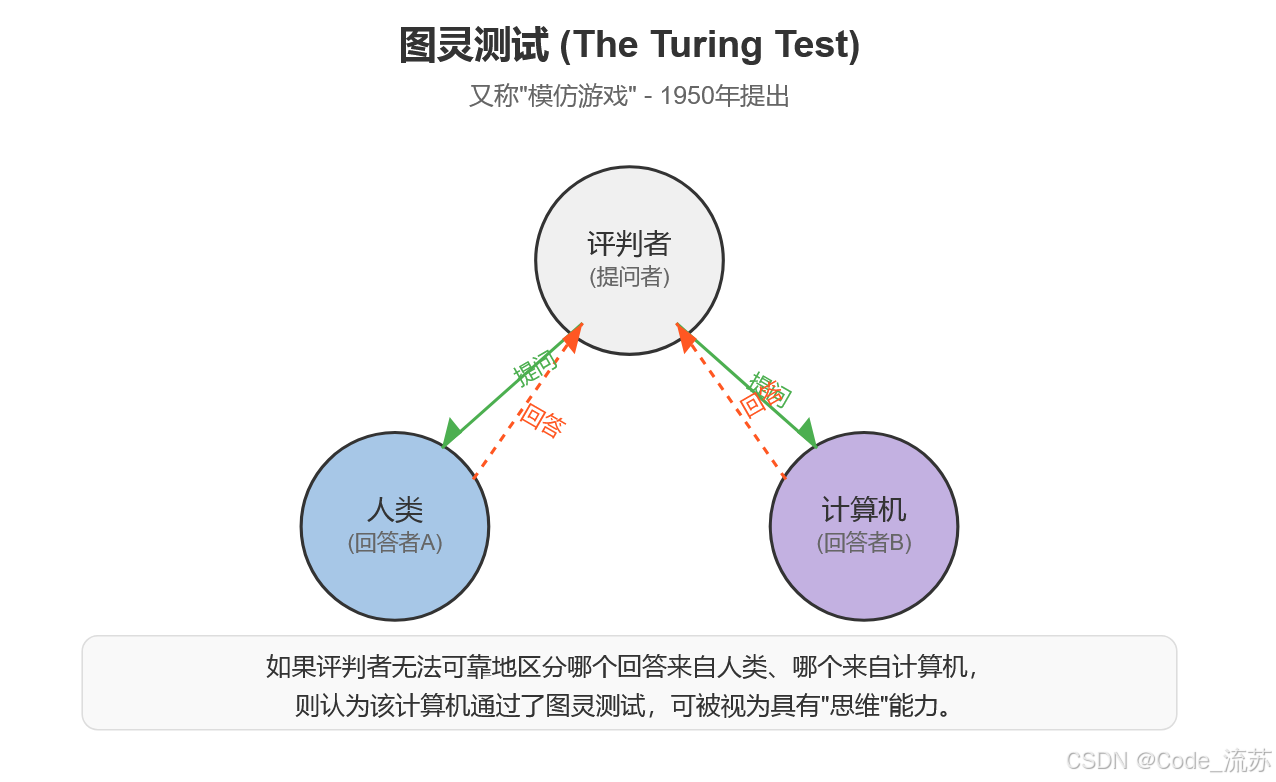 图灵测试 (The Turing Test)
又称"模仿游戏" - 1950年提出
评判者
(提问者)
提问
回答
提问
回答
人类
(回答者A)
计算机
(回答者B)
如果评判者无法可靠地区分哪个回答来自人类、哪个来自计算机，
则认为该计算机通过了图灵测试，可被视为具有"思维"能力。
CSDN @Code_流苏